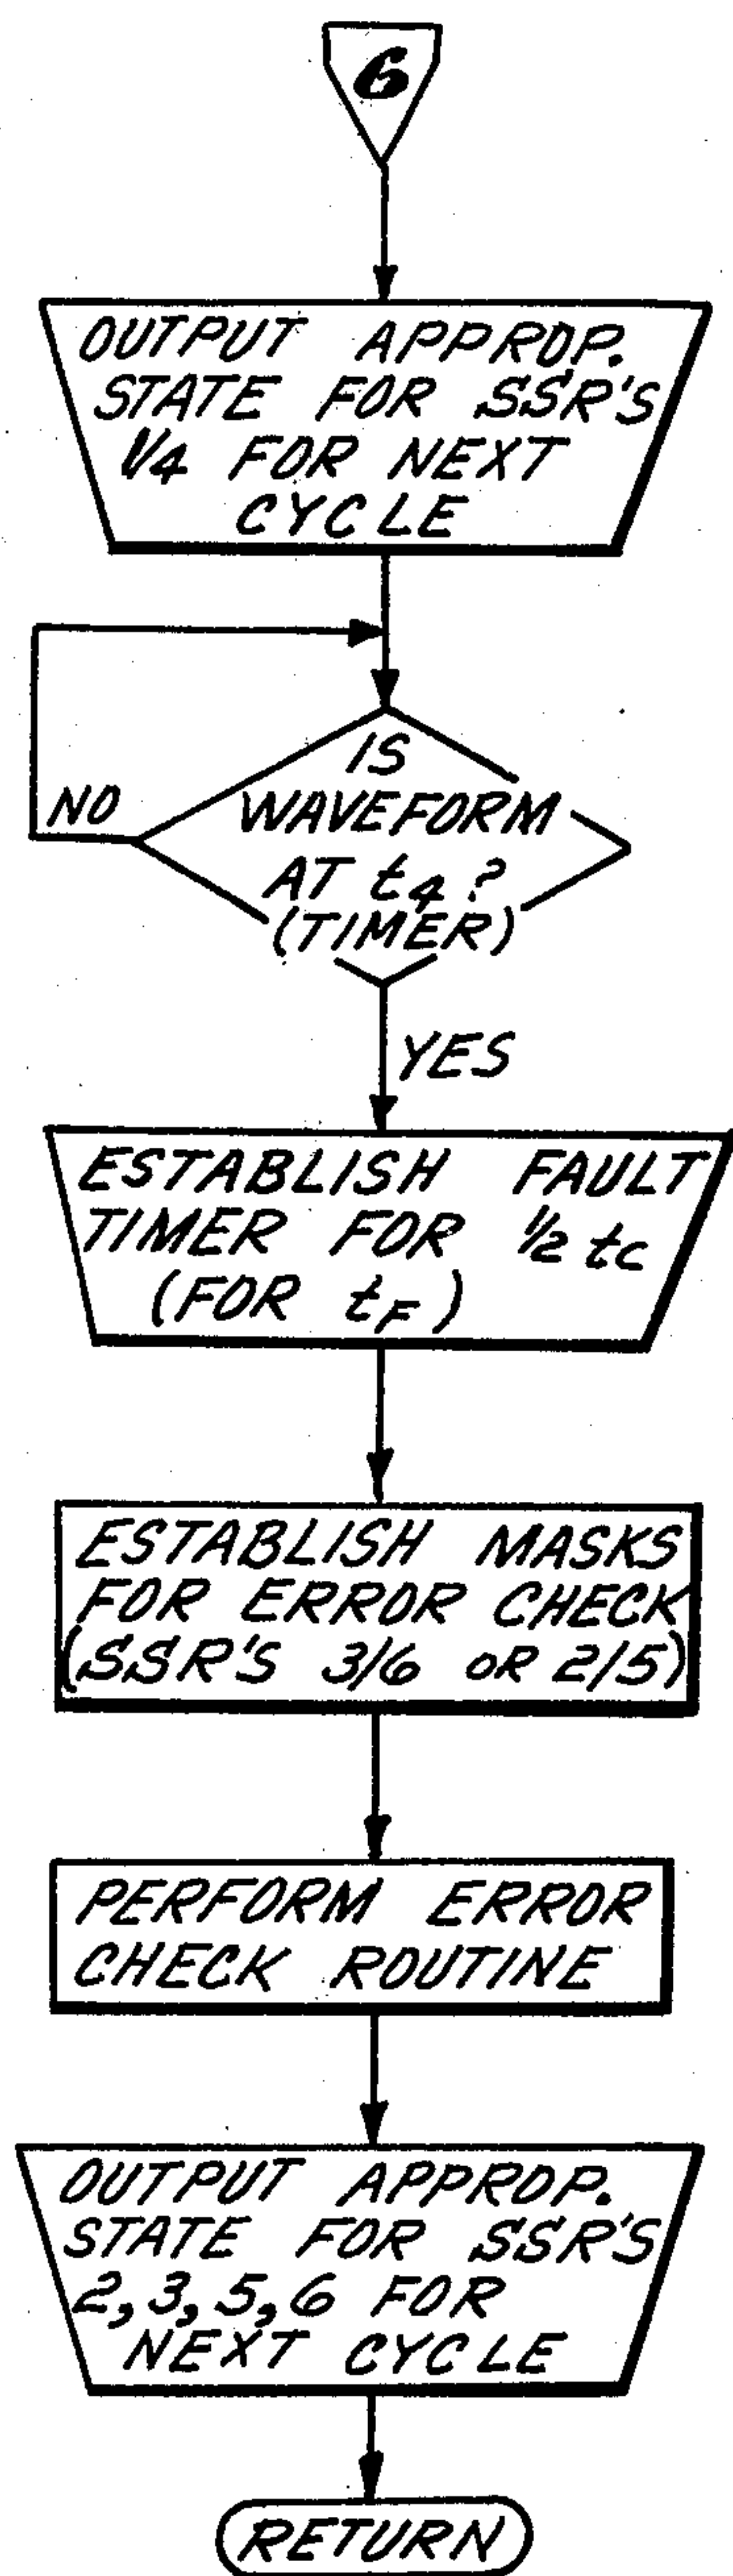 6
OUTPUT APPROP.
STATE FOR SSR'S
1/4 FOR NEXT
CYCLE
IS
WAVEFORM
AT t4?
(TIMER)
NO
YES
ESTABLISH FAULT
TIMER FOR 1/2 tc
(FOR tF)
ESTABLISH MASKS
FOR ERROR CHECK
(SSR'S 3/6 OR 2/5)
PERFORM ERROR
CHECK ROUTINE
OUTPUT APPROP.
STATE FOR SSR'S
2,3,5,6 FOR
NEXT CYCLE
RETURN